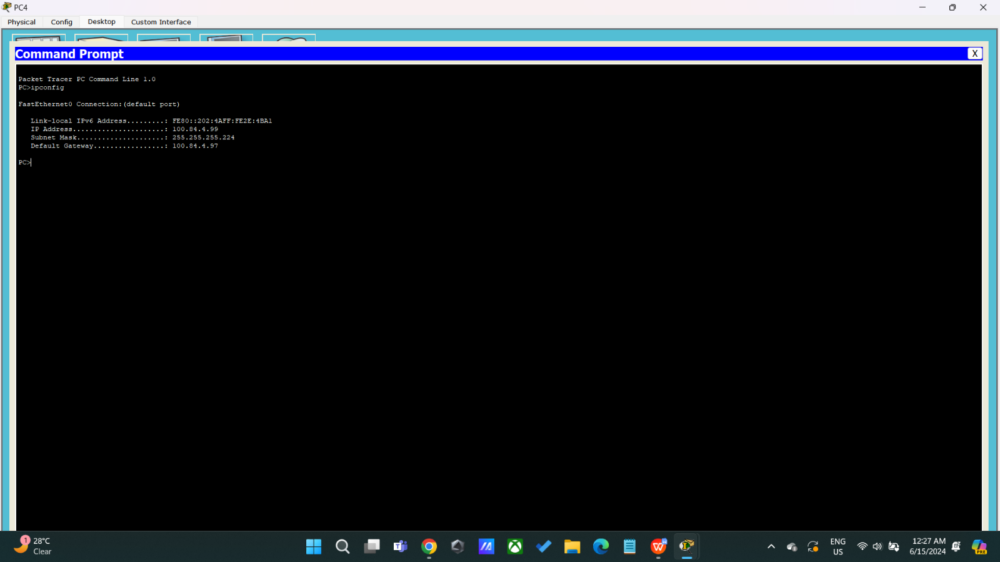 PC4
Physical Config Desktop Custom Interface
Command Prompt X
Packet Tracer PC Command Line 1.0
PC>ipconfig
FastEthernet0 Connection:(default port)
Link-local IPv6 Address.........: FE80::202:4AFF:FE2E:4BA1
IP Address......................: 100.84.4.99
Subnet Mask.....................: 255.255.255.224
Default Gateway.................: 100.84.4.97
PC>
1 28°C
Clear
ENG
US
12:27 AM
6/15/2024
PRE